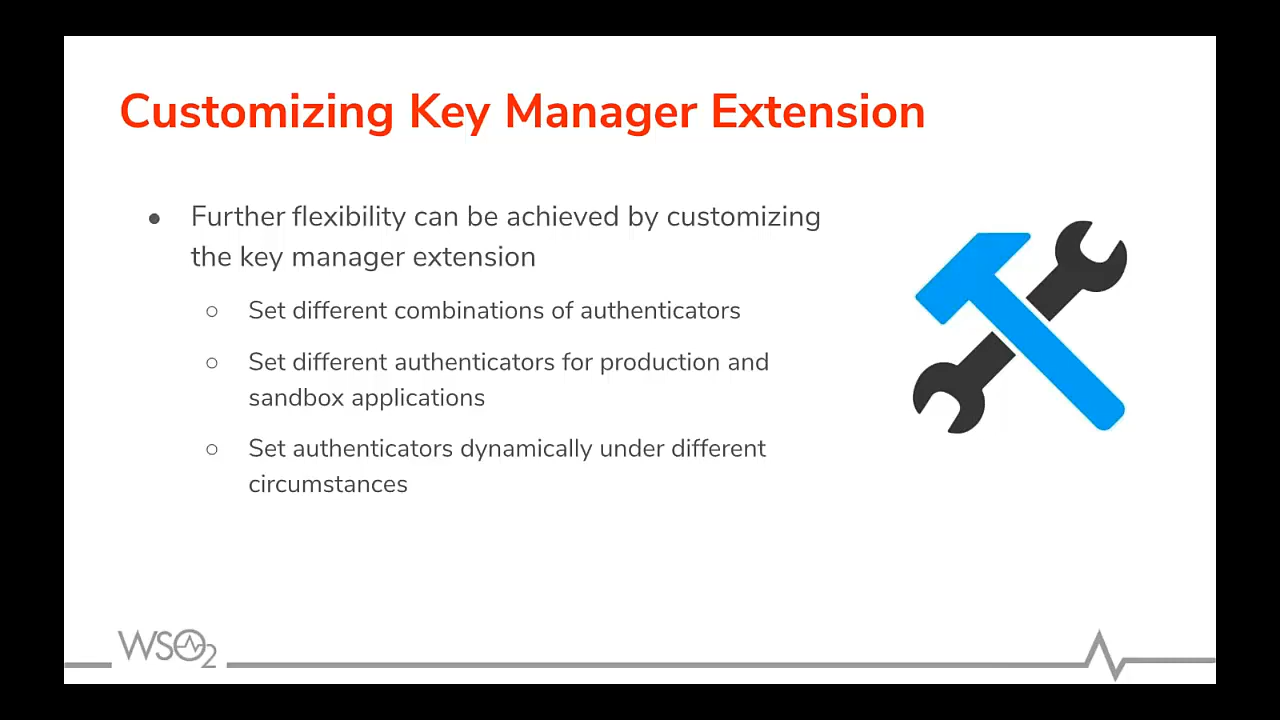 Customizing Key Manager Extension
● Further flexibility can be achieved by customizing
the key manager extension
○ Set different combinations of authenticators
○ Set different authenticators for production and
sandbox applications
○ Set authenticators dynamically under different
circumstances
WSO2